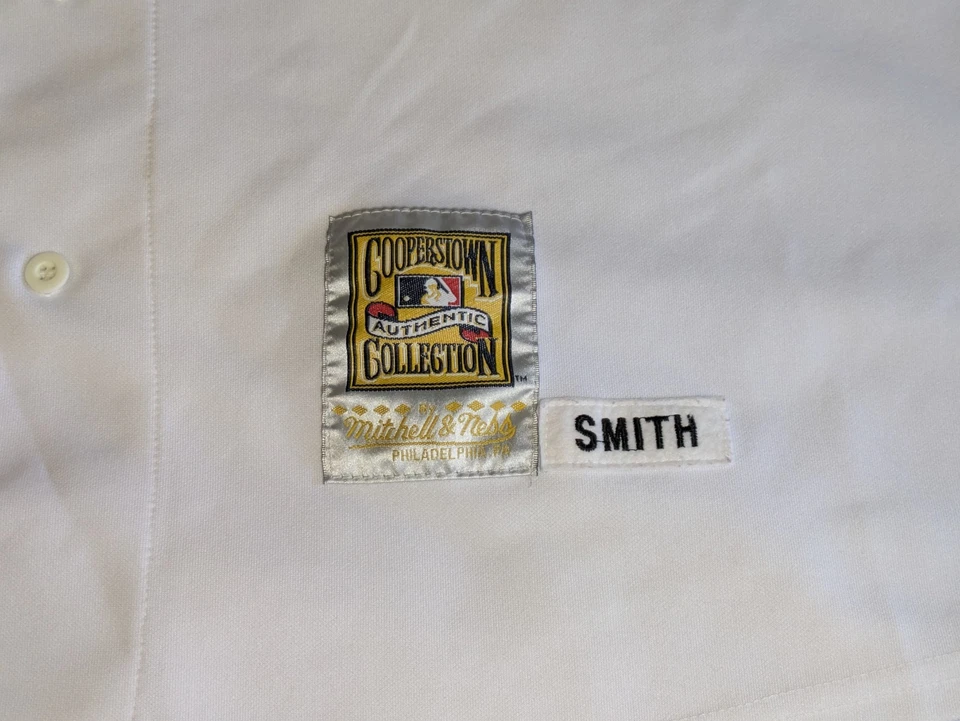 COOPERSTOWN
AUTHENTIC
COLLECTION
TM
BY
Mitchell & Ness
PHILADELPHIA, PA
SMITH